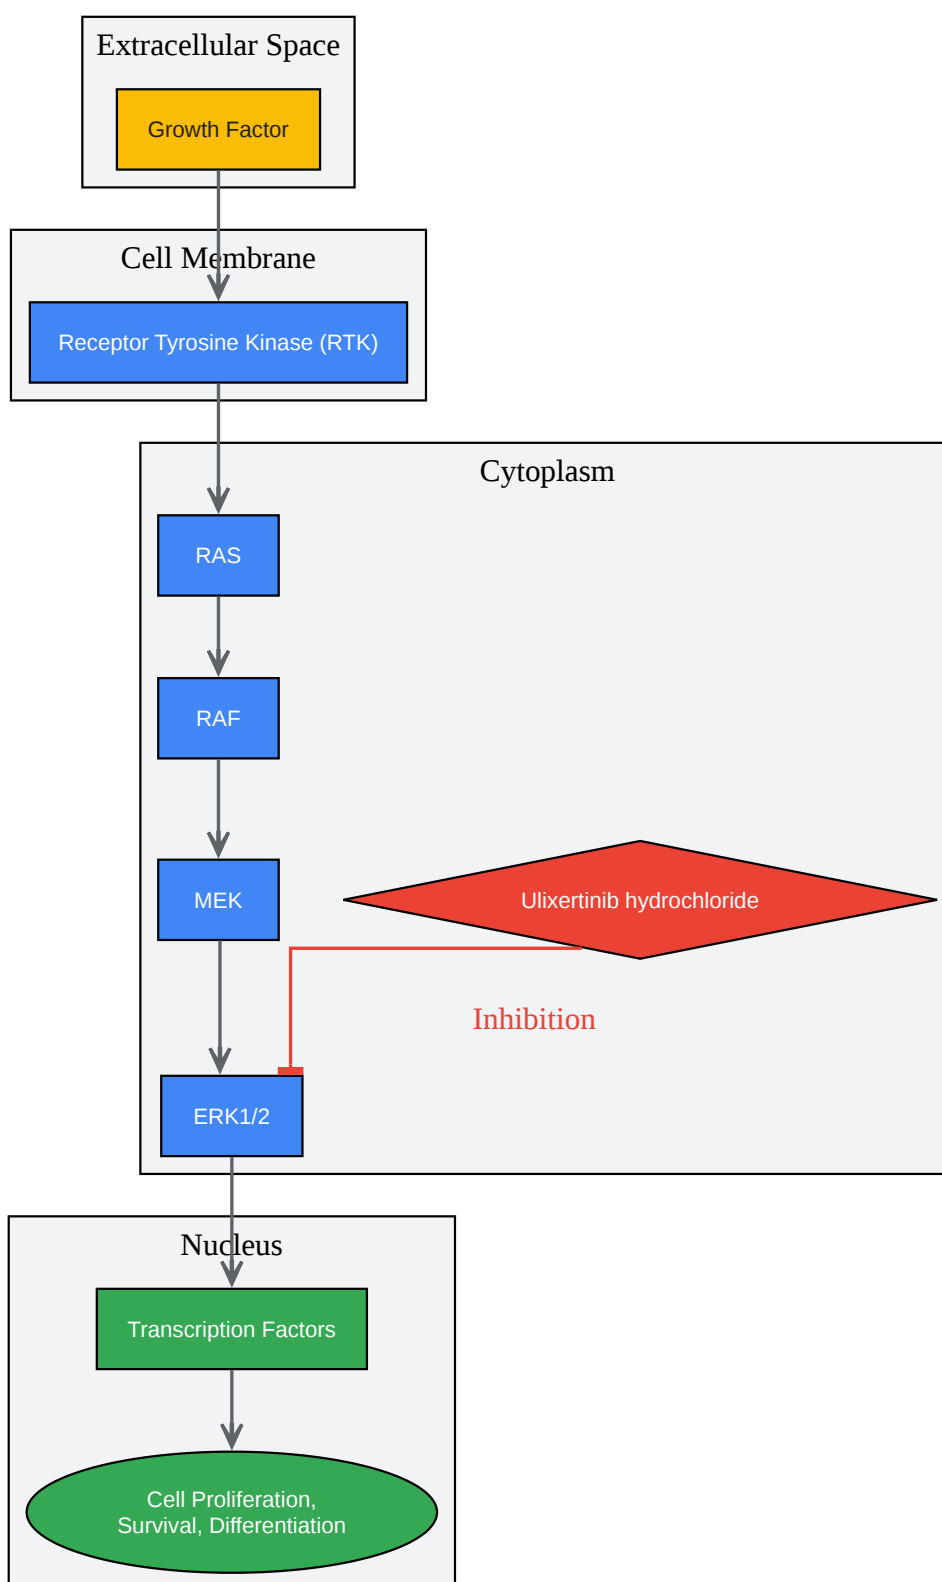 Extracellular Space
Growth Factor
Cell Membrane
Receptor Tyrosine Kinase (RTK)
Cytoplasm
RAS
RAF
MEK
Ulixertinib hydrochloride
Inhibition
ERK1/2
Nucleus
Transcription Factors
Cell Proliferation,
Survival, Differentiation